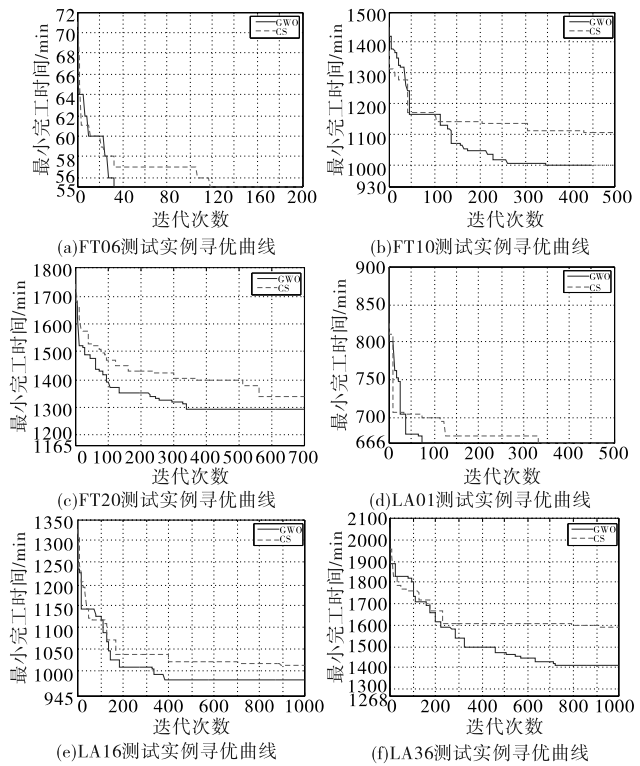 72
70
68
66
64
62
60
58
56
55
0
40
80
120
160
200
最小完工时间/min
迭代次数
GWO
CS
(a)FT06测试实例寻优曲线
1500
1400
1300
1200
1100
1000
930
0
100
200
300
400
500
最小完工时间/min
迭代次数
GWO
CS
(b)FT10测试实例寻优曲线
1800
1700
1600
1500
1400
1300
1200
1165
0
100
200
300
400
500
600
700
最小完工时间/min
迭代次数
GWO
CS
(c)FT20测试实例寻优曲线
900
850
800
750
700
666
0
100
200
300
400
500
最小完工时间/min
迭代次数
GWO
CS
(d)LA01测试实例寻优曲线
1350
1300
1250
1200
1150
1100
1050
1000
945
0
200
400
600
800
1000
最小完工时间/min
迭代次数
GWO
CS
(e)LA16测试实例寻优曲线
2100
2000
1900
1800
1700
1600
1500
1400
1300
1268
0
200
400
600
800
1000
最小完工时间/min
迭代次数
GWO
CS
(f)LA36测试实例寻优曲线